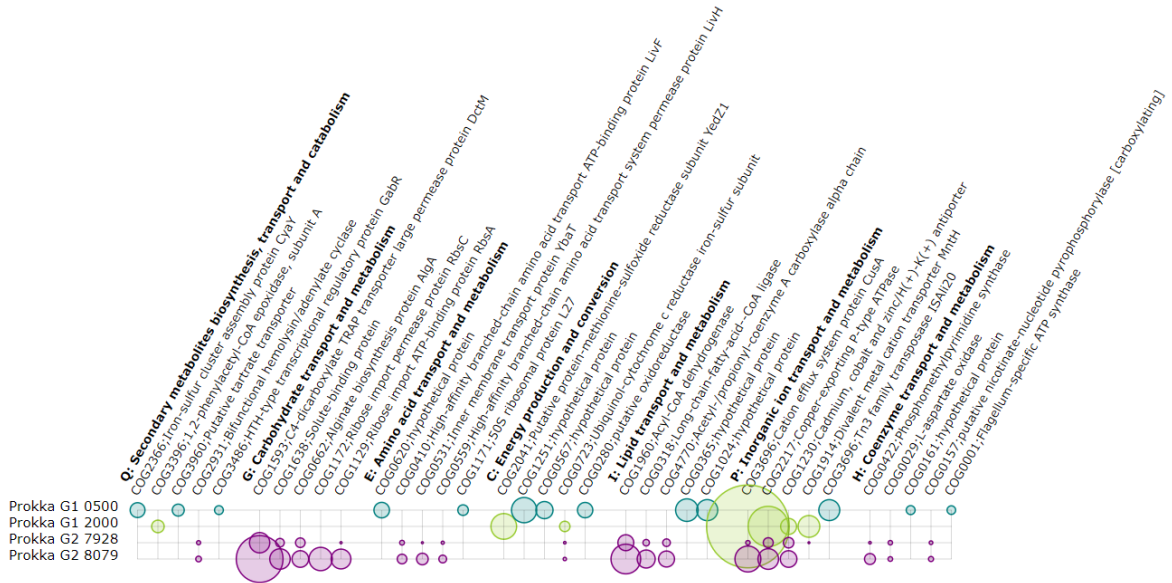 Q: Secondary metabolites biosynthesis, transport and catabolism
COG2366:Iron-sulfur cluster assembly protein CyaY
COG3396:1,2-phenylacetyl-CoA epoxidase, subunit A
COG3960:Putative tartrate transporter
COG2931:Bifunctional hemolysin/adenylate cyclase
COG3486:HTH-type transcriptional regulatory protein GabR
G: Carbohydrate transport and metabolism
COG1593:C4-dicarboxylate TRAP transporter large permease protein DctM
COG1638:Solute-binding protein
COG0662:Alginate biosynthesis protein AlgA
COG1172:Ribose import permease protein RbsC
COG1129:Ribose import ATP-binding protein RbsA
E: Amino acid transport and metabolism
COG0620:hypothetical protein
COG0410:High-affinity branched-chain amino acid transport ATP-binding protein LivF
COG0531:Inner membrane transport protein YbaT
COG0559:High-affinity branched-chain amino acid transport system permease protein LivH
COG1171:50S ribosomal protein L27
C: Energy production and conversion
COG2041:Putative protein-methionine-sulfoxide reductase subunit YedZ1
COG1251:hypothetical protein
COG0567:hypothetical protein
COG0723:Ubiquinol-cytochrome c reductase iron-sulfur subunit
COG0280:putative oxidoreductase
I: Lipid transport and metabolism
COG1960:Acyl-CoA dehydrogenase
COG0318:Long-chain-fatty-acid--CoA ligase
COG4770:Acetyl-/propionyl-coenzyme A carboxylase alpha chain
COG0365:hypothetical protein
COG1024:hypothetical protein
P: Inorganic ion transport and metabolism
COG3696:Cation efflux system protein CusA
COG2217:Copper-exporting P-type ATPase
COG1230:Cadmium, cobalt and zinc/H(+)-K(+) antiporter
COG1914:Divalent metal cation transporter MntH
COG3696:Tn3 family transposase ISAli20
H: Coenzyme transport and metabolism
COG0422:Phosphomethylpyrimidine synthase
COG0029:L-aspartate oxidase
COG0161:hypothetical protein
COG0157:putative nicotinate-nucleotide pyrophosphorylase [carboxylating]
COG0001:Flagellum-specific ATP synthase
Prokka G1 0500
Prokka G1 2000
Prokka G2 7928
Prokka G2 8079